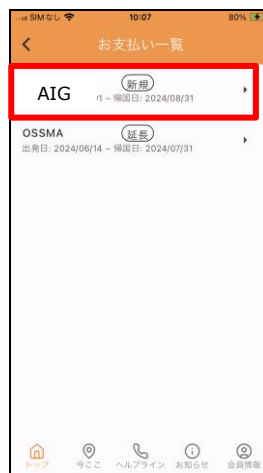 SIMなし 10:07 80%
お支払い一覧
AIG 新規
01 ~ 帰国日: 2024/08/31
OSSMA 延長
出発日: 2024/06/14 ~ 帰国日: 2024/07/31
トップ 今ここ ヘルプライン お知らせ 会員情報